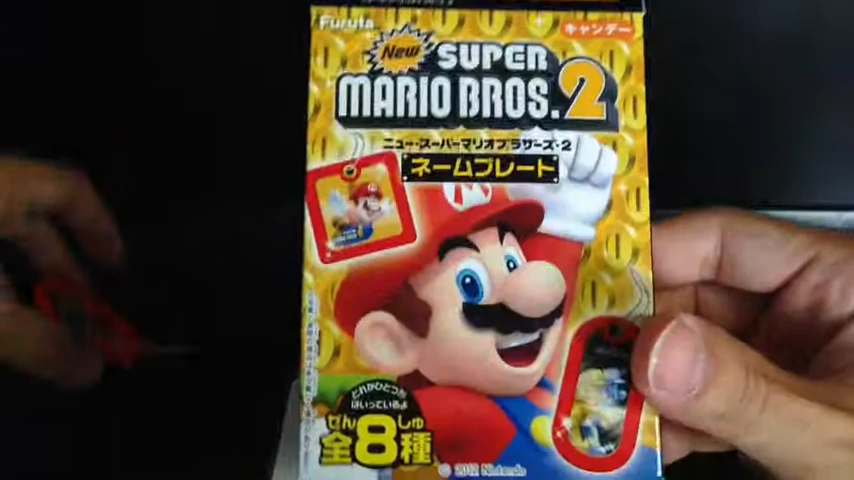 Furuta
キャンデー
New SUPER
MARIO BROS. 2
ニュー・スーパーマリオブラザーズ・2
ネームプレート
M
どれかひとつが
はいっているよ
ぜん しゅ
全8種
© 2012 Nintendo